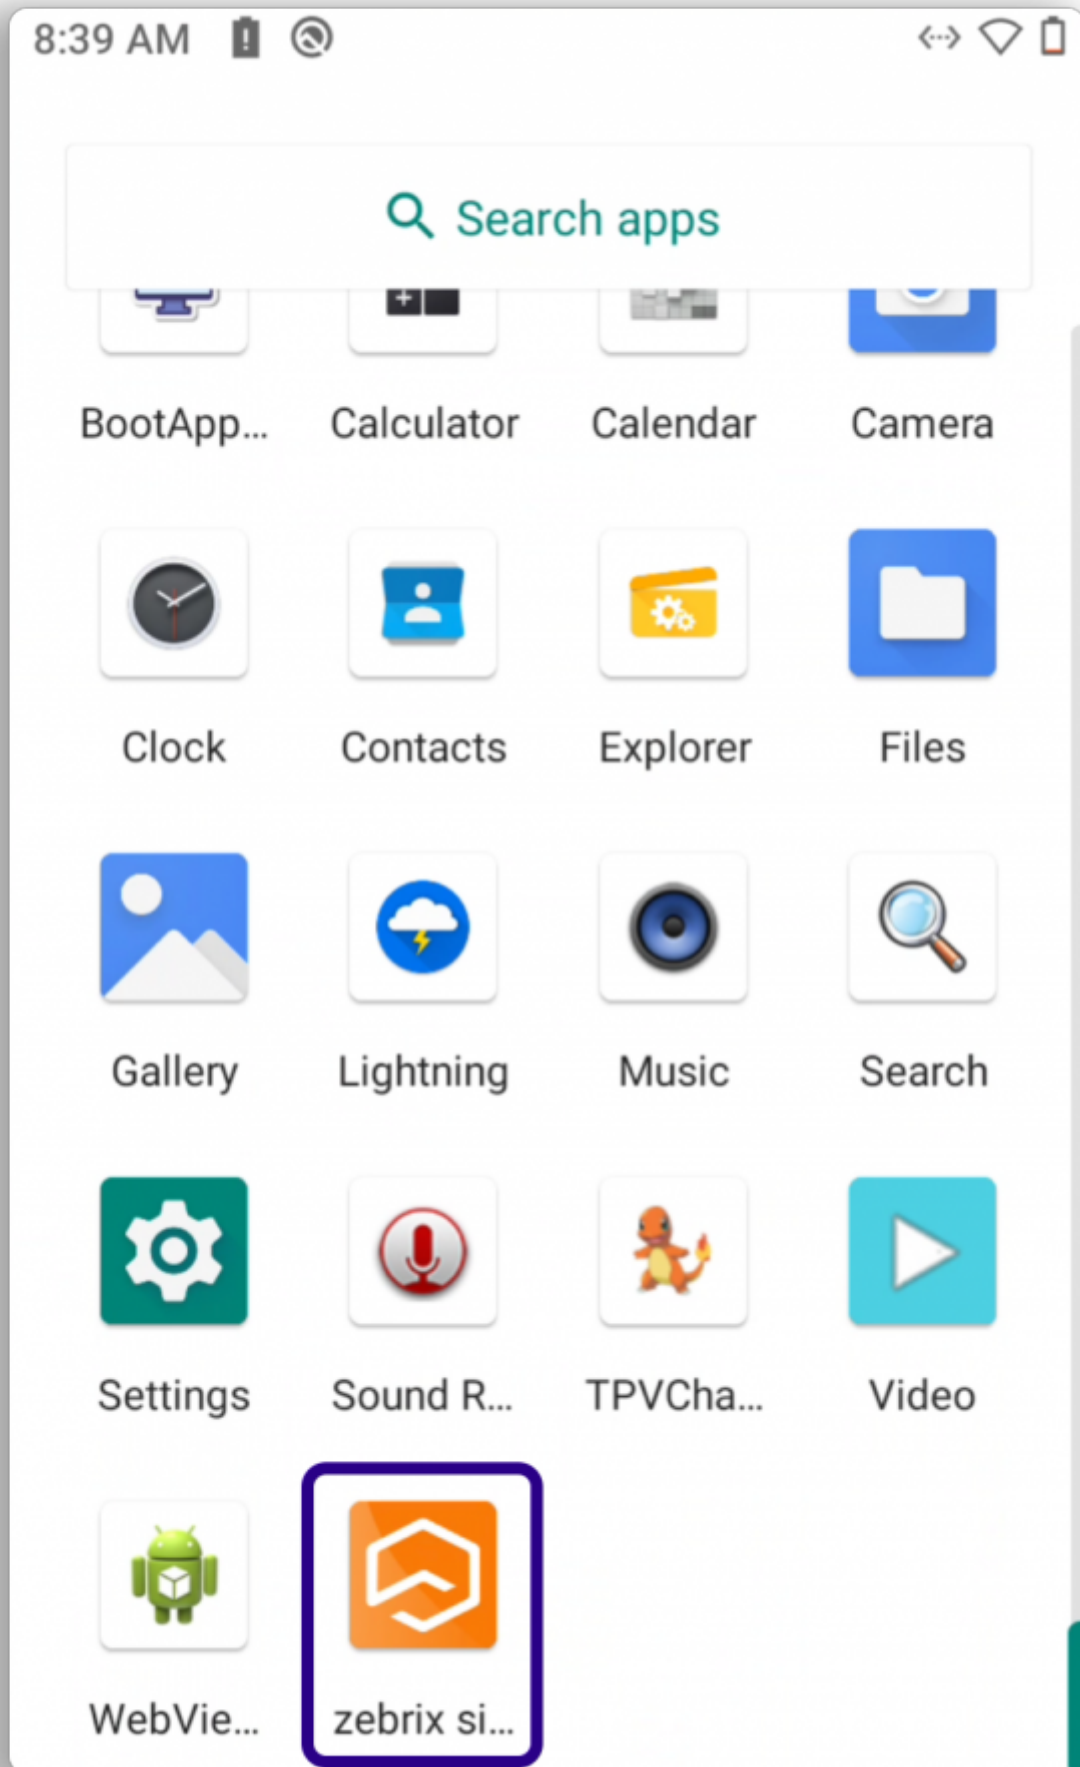 8:39 AM
Search apps
BootApp... Calculator Calendar Camera
Clock Contacts Explorer Files
Gallery Lightning Music Search
Settings Sound R... TPVCha... Video
WebVie... zebrix si...